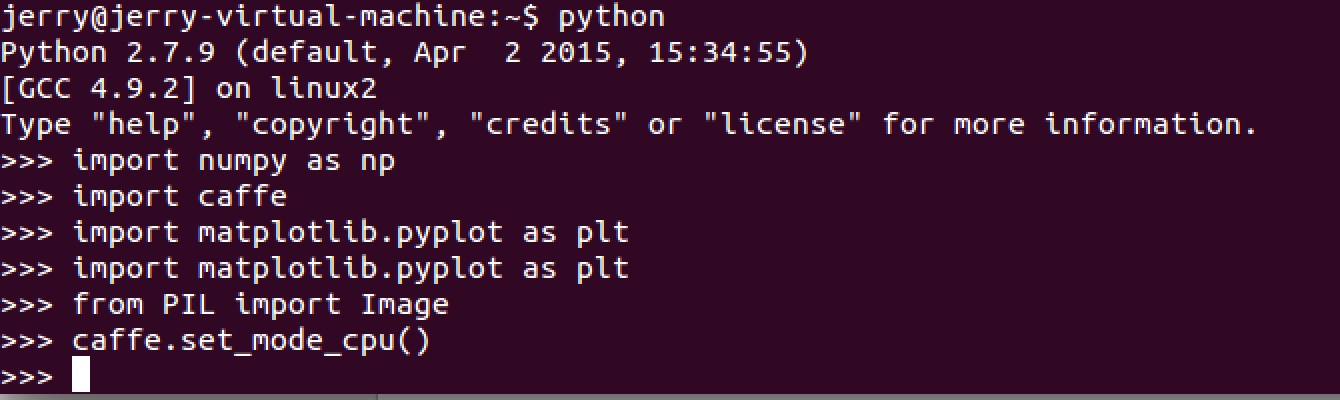 jerry@jerry-virtual-machine:~$ python
Python 2.7.9 (default, Apr  2 2015, 15:34:55)
[GCC 4.9.2] on linux2
Type "help", "copyright", "credits" or "license" for more information.
>>> import numpy as np
>>> import caffe
>>> import matplotlib.pyplot as plt
>>> import matplotlib.pyplot as plt
>>> from PIL import Image
>>> caffe.set_mode_cpu()
>>>